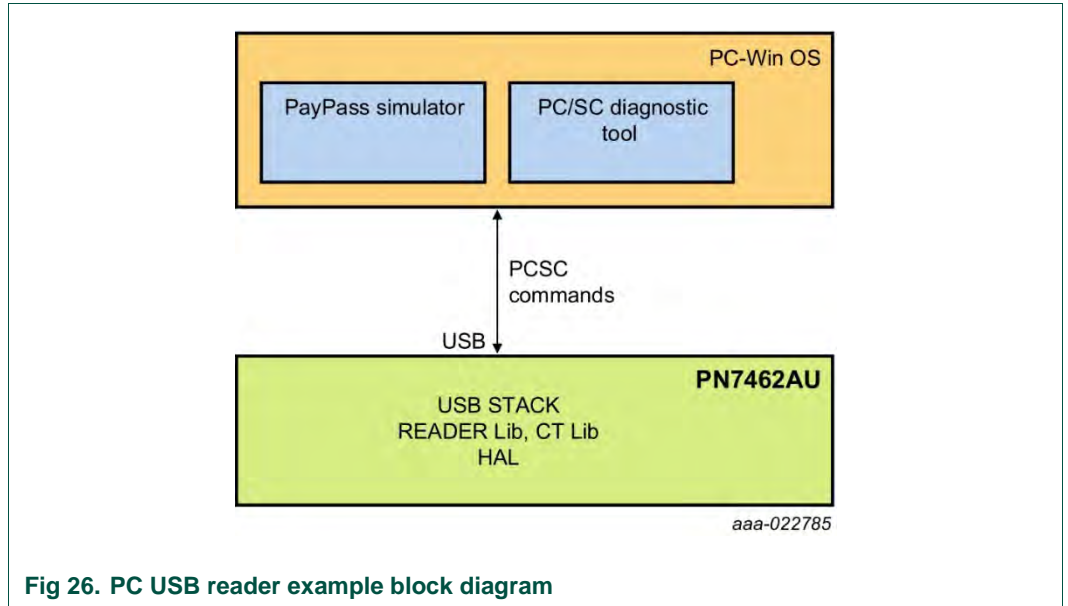 PC-Win OS
PayPass simulator
PC/SC diagnostic
tool
PCSC
commands
USB
PN7462AU
USB STACK
READER Lib, CT Lib
HAL
aaa-022785
Fig 26. PC USB reader example block diagram